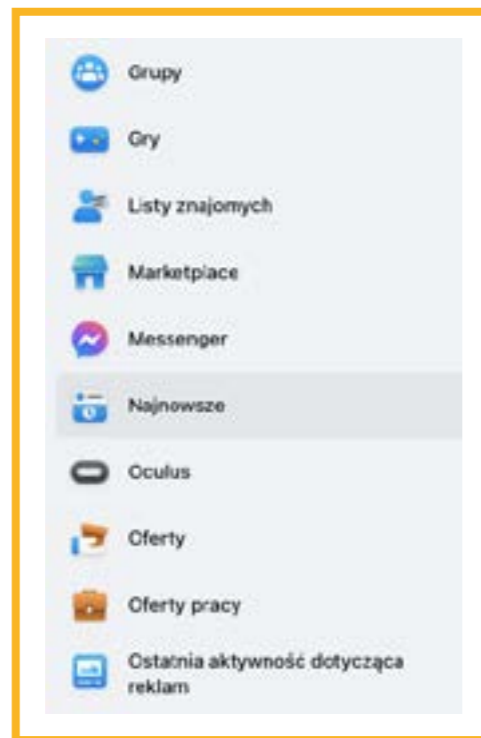 Grupy
Gry
Listy znajomych
Marketplace
Messenger
Najnowsze
Oculus
Oferty
Oferty pracy
Ostatnia aktywność dotycząca
reklam